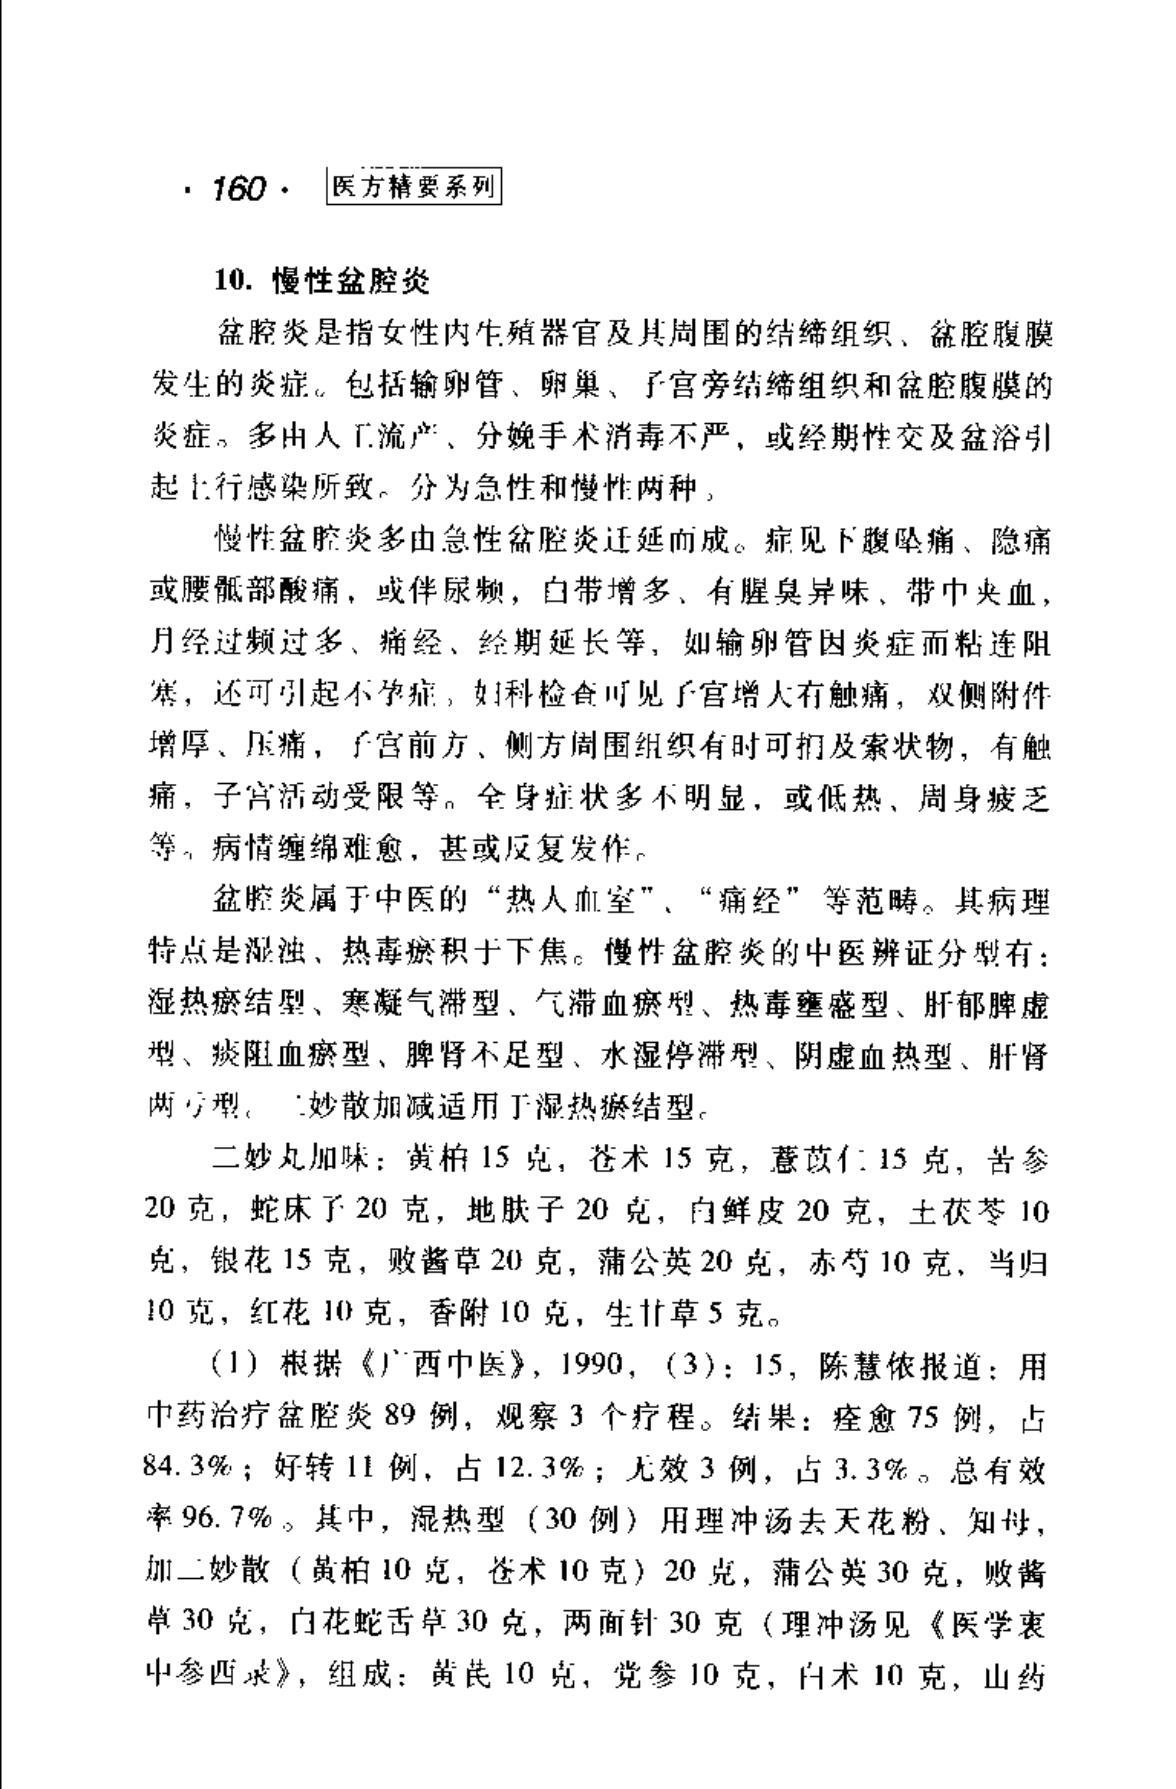 · 160 · 医方精要系列
10. 慢性盆腔炎
盆腔炎是指女性内生殖器官及其周围的结缔组织、盆腔腹膜
发生的炎症。包括输卵管、卵巢、子宫旁结缔组织和盆腔腹膜的
炎症。多由人工流产、分娩手术消毒不严，或经期性交及盆浴引
起上行感染所致。分为急性和慢性两种。
慢性盆腔炎多由急性盆腔炎迁延而成。症见下腹坠痛、隐痛
或腰骶部酸痛，或伴尿频，白带增多、有腥臭异味、带中夹血，
月经过频过多、痛经、经期延长等，如输卵管因炎症而粘连阻
塞，还可引起不孕症。妇科检查可见子宫增大有触痛，双侧附件
增厚、压痛，子宫前方、侧方周围组织有时可扪及索状物，有触
痛，子宫活动受限等。全身症状多不明显，或低热、周身疲乏
等。病情缠绵难愈，甚或反复发作。
盆腔炎属于中医的“热人血室”、“痛经”等范畴。其病理
特点是湿浊、热毒瘀积于下焦。慢性盆腔炎的中医辨证分型有：
湿热瘀结型、寒凝气滞型、气滞血瘀型、热毒壅盛型、肝郁脾虚
型、痰阻血瘀型、脾肾不足型、水湿停滞型、阴虚血热型、肝肾
两亏型。二妙散加减适用于湿热瘀结型。
二妙丸加味：黄柏 15 克，苍术 15 克，薏苡仁 15 克，苦参
20 克，蛇床子 20 克，地肤子 20 克，白鲜皮 20 克，土茯苓 10
克，银花 15 克，败酱草 20 克，蒲公英 20 克，赤芍 10 克，当归
10 克，红花 10 克，香附 10 克，生甘草 5 克。
（1）根据《广西中医》，1990，（3）：15，陈慧侬报道：用
中药治疗盆腔炎 89 例，观察 3 个疗程。结果：痊愈 75 例，占
84.3%；好转 11 例，占 12.3%；无效 3 例，占 3.3%。总有效
率 96.7%。其中，湿热型（30 例）用理冲汤去天花粉、知母，
加二妙散（黄柏 10 克，苍术 10 克）20 克，蒲公英 30 克，败酱
草 30 克，白花蛇舌草 30 克，两面针 30 克（理冲汤见《医学衷
中参西录》，组成：黄芪 10 克，党参 10 克，白术 10 克，山药